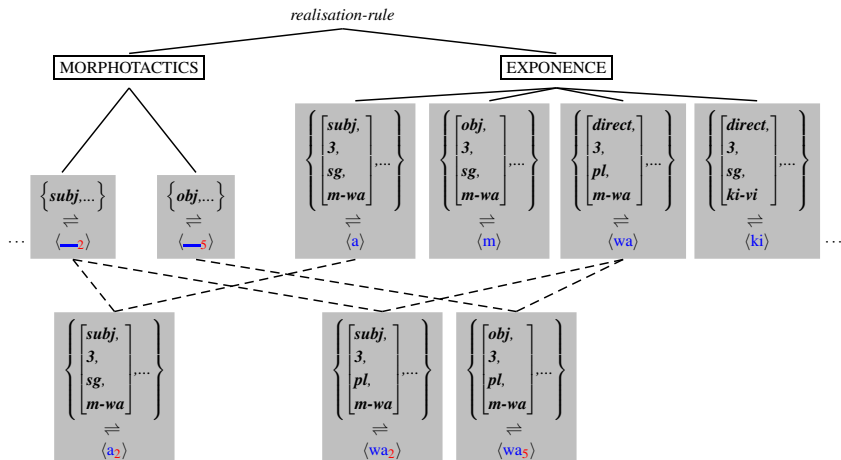 realisation-rule
MORPHOTACTICS
EXPONENCE
{subj,...}
⇌
⟨__2⟩
{obj,...}
⇌
⟨__5⟩
{[subj,
3,
sg,
m-wa],...}
⇌
⟨a⟩
{[obj,
3,
sg,
m-wa],...}
⇌
⟨m⟩
{[direct,
3,
pl,
m-wa],...}
⇌
⟨wa⟩
{[direct,
3,
sg,
ki-vi],...}
⇌
⟨ki⟩
...
...
{[subj,
3,
sg,
m-wa],...}
⇌
⟨a2⟩
{[subj,
3,
pl,
m-wa],...}
⇌
⟨wa2⟩
{[obj,
3,
pl,
m-wa],...}
⇌
⟨wa5⟩